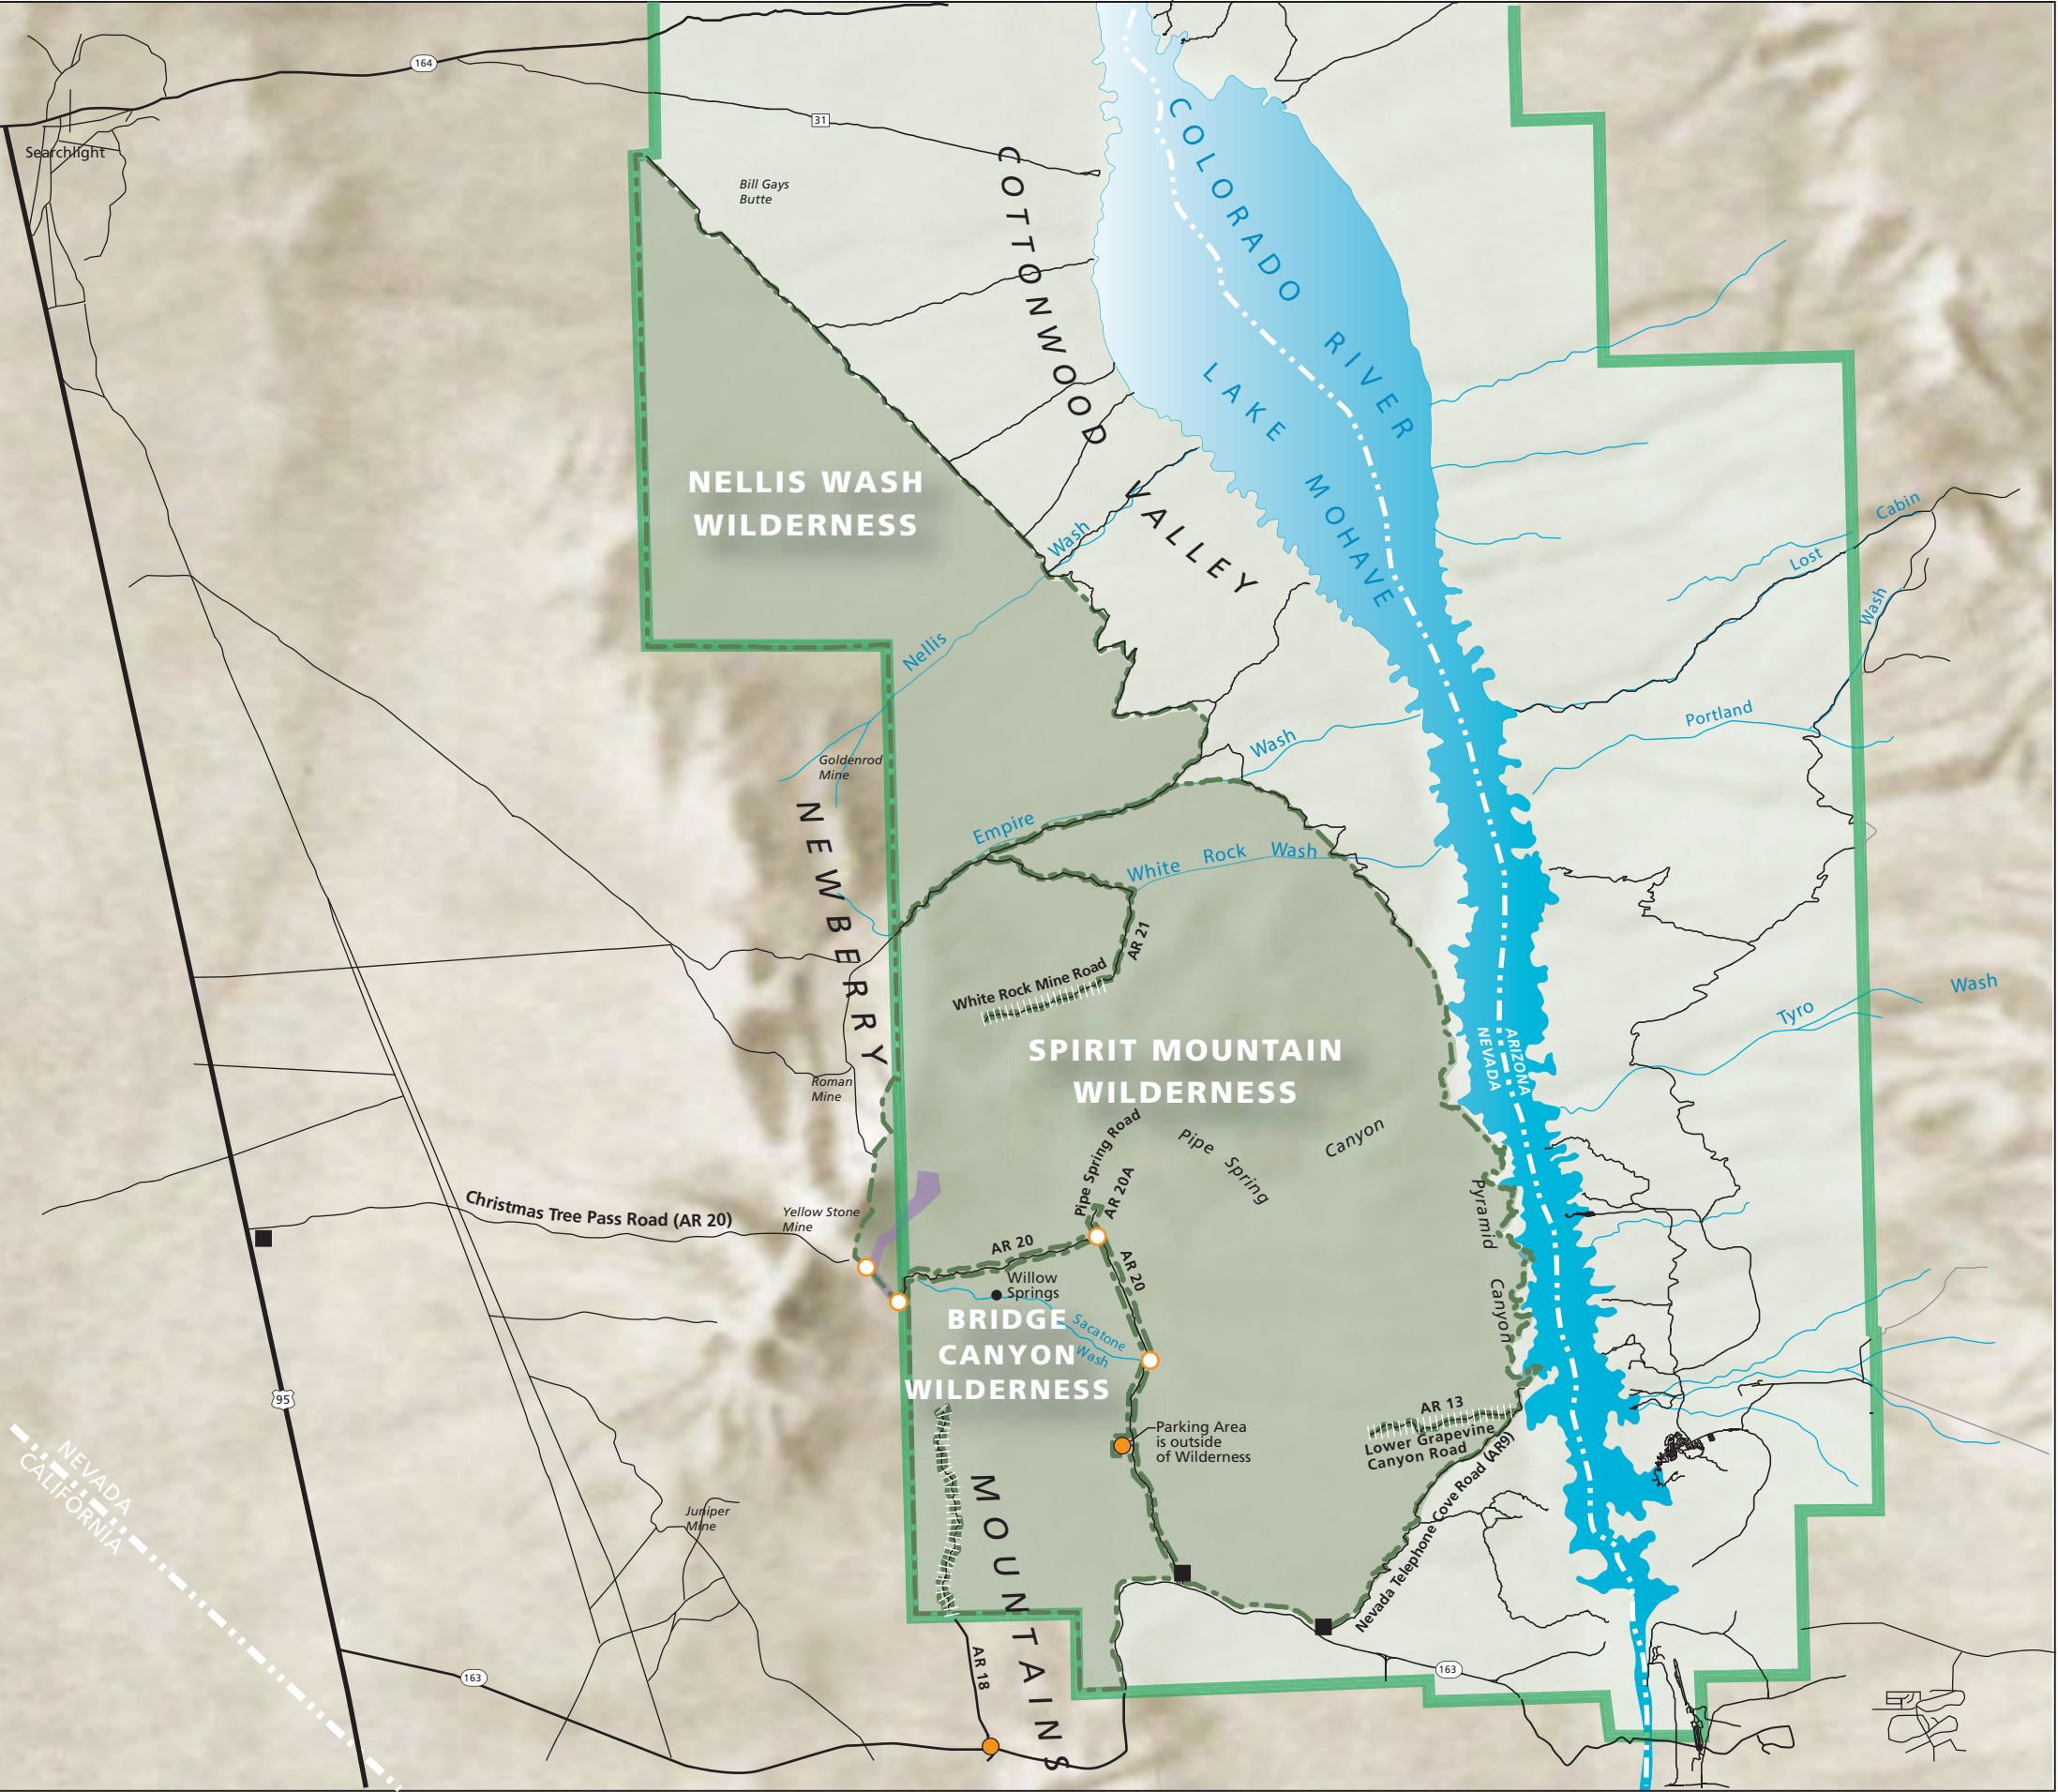 164
31
Searchlight
Bill Gays
Butte
COTTONWOOD
VALLEY
COLORADO RIVER
LAKE MOHAVE
NELLIS WASH
WILDERNESS
Wash
Nellis
Cabin
Lost
Wash
Portland
Goldenrod
Mine
Wash
Empire
White Rock Wash
NEWBERRY
AR 21
White Rock Mine Road
Tyro
Wash
ARIZONA
NEVADA
SPIRIT MOUNTAIN
WILDERNESS
Roman
Mine
Pipe Spring Road
AR 20A
Pipe
Spring
Canyon
Pyramid
Canyon
Christmas Tree Pass Road (AR 20)
Yellow Stone
Mine
AR 20
AR 20
Willow
Springs
BRIDGE
CANYON
WILDERNESS
Sacatone
Wash
95
AR 13
Lower Grapevine
Canyon Road
Parking Area
is outside
of Wilderness
Nevada Telephone Cove Road (AR9)
NEVADA
CALIFORNIA
MOUNTAINS
Juniper
Mine
AR 18
163
163